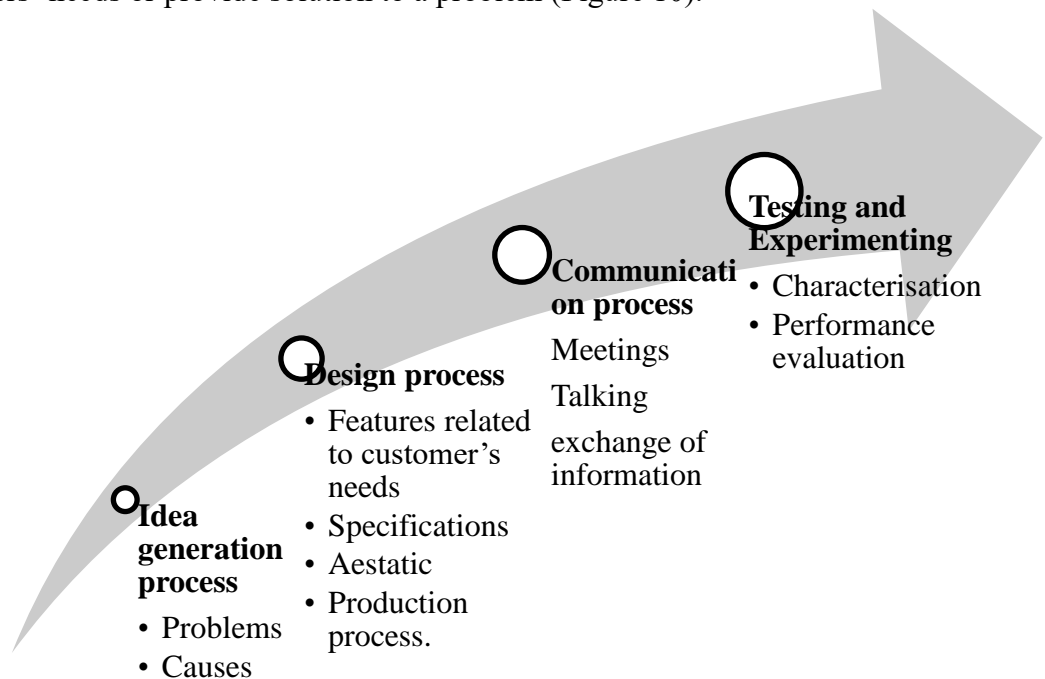 needs or provide solution to a problem (Figure 10).
Idea
generation
process
• Problems
• Causes
Design process
• Features related
to customer's
needs
• Specifications
• Aestatic
• Production
process.
Communicati
on process
Meetings
Talking
exchange of
information
Testing and
Experimenting
• Characterisation
• Performance
evaluation